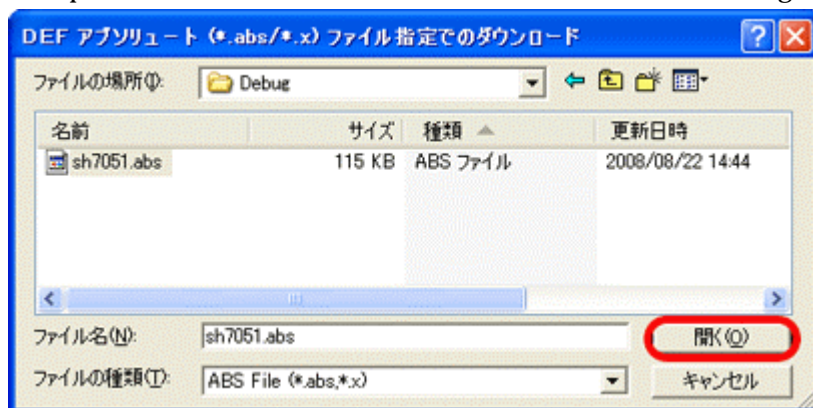 DEF アブソリュート (*.abs/*.x) ファイル指定でのダウンロード
ファイルの場所(I):
Debug
名前 サイズ 種類 更新日時
sh7051.abs 115 KB ABS ファイル 2008/08/22 14:44
ファイル名(N): sh7051.abs 開く(O)
ファイルの種類(T): ABS File (*.abs,*.x) キャンセル